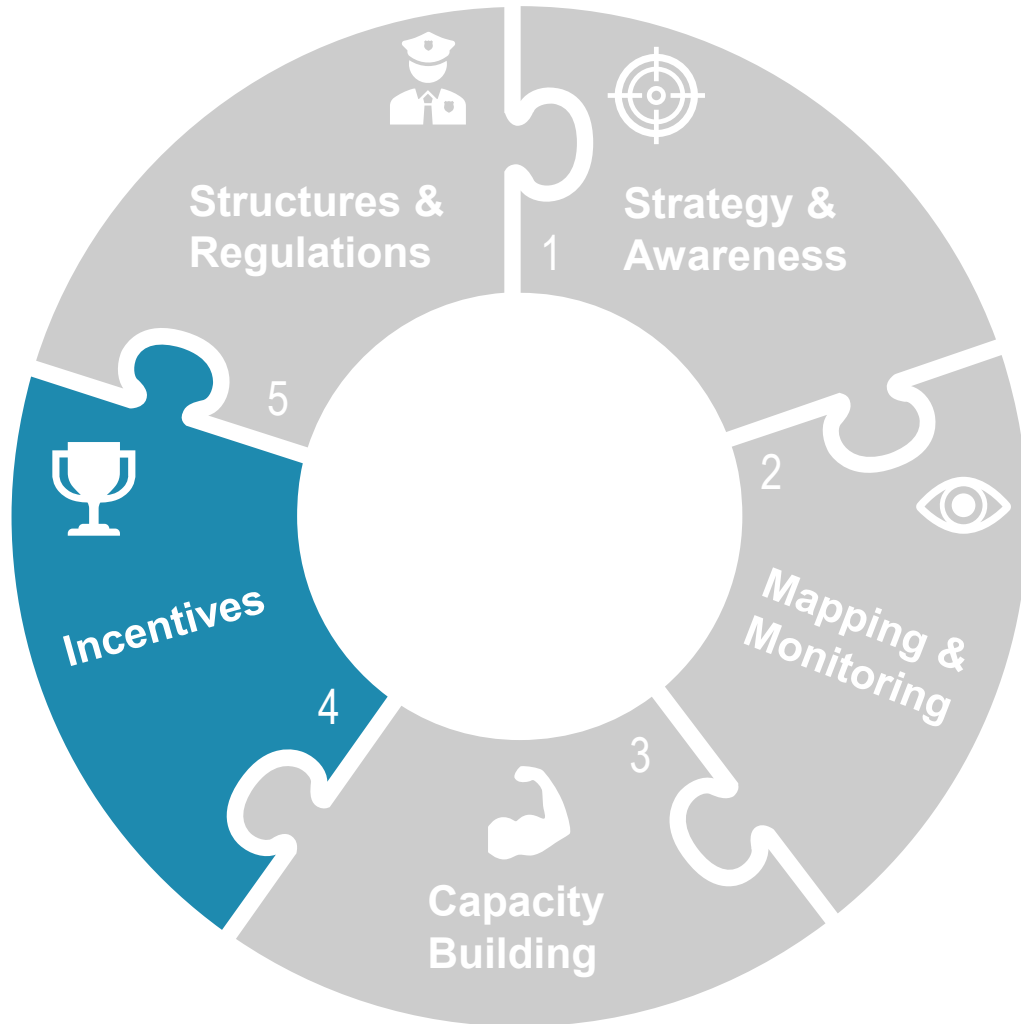 1
Strategy &
Awareness
2
Mapping &
Monitoring
3
Capacity
Building
4
Incentives
5
Structures &
Regulations